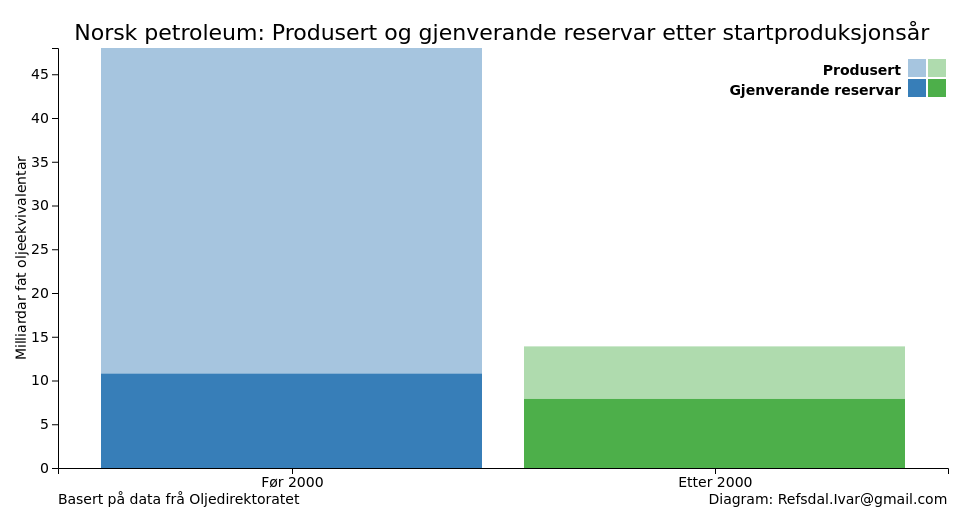 Norsk petroleum: Produsert og gjenverande reservar etter startproduksjonsår
Produsert
Gjenverande reservar
Milliardar fat oljeekvivalentar
45
40
35
30
25
20
15
10
5
0
Før 2000
Etter 2000
Basert på data frå Oljedirektoratet
Diagram: Refsdal.Ivar@gmail.com